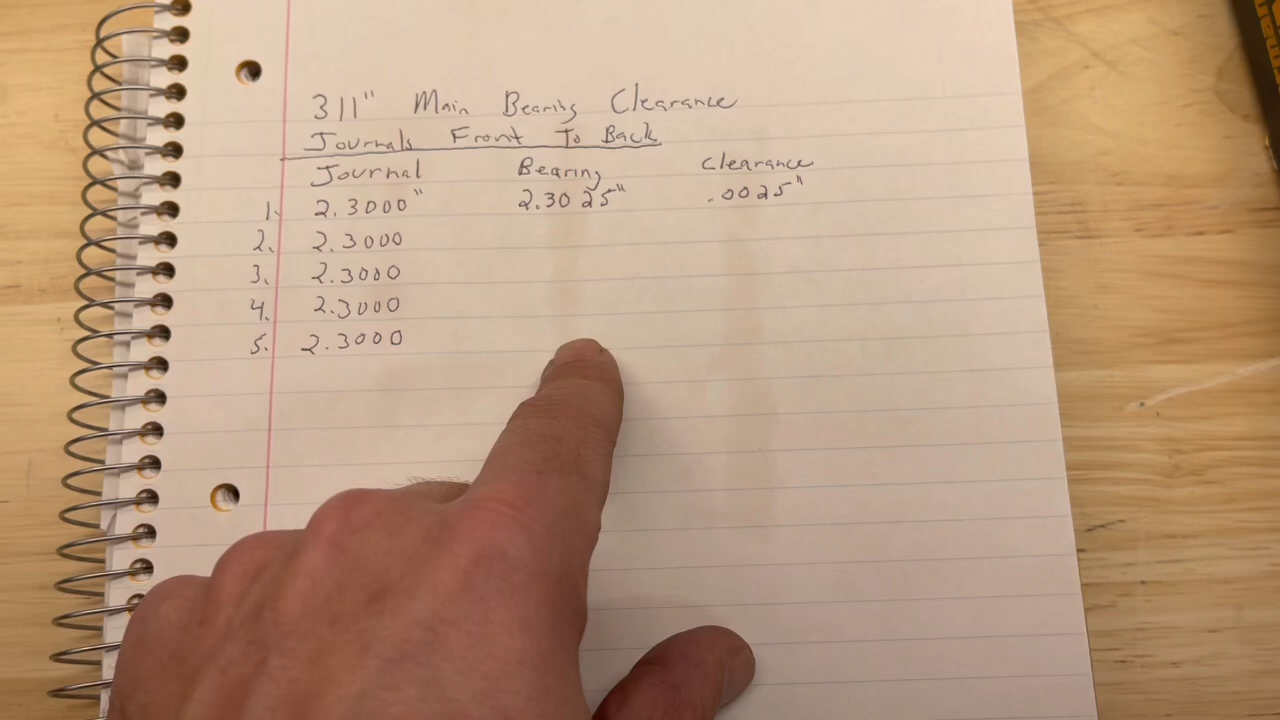 311" Main Bearing Clearance
Journals Front To Back
Journal Bearing Clearance
1. 2.3000" 2.3025" .0025"
2. 2.3000
3. 2.3000
4. 2.3000
5. 2.3000